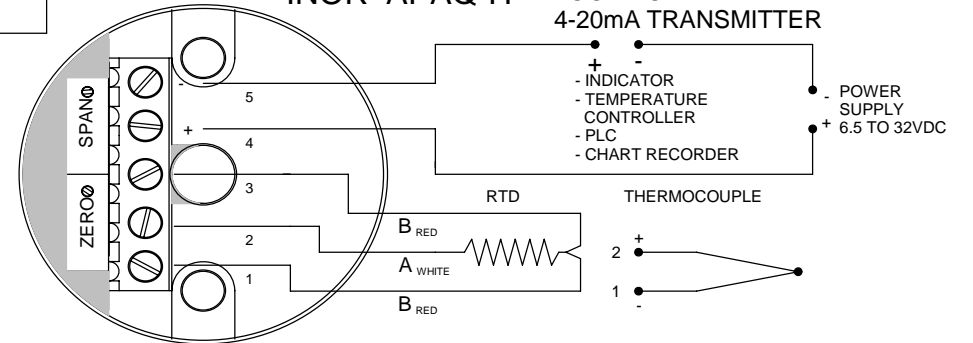 4-20mA TRANSMITTER
+ -
- INDICATOR
- TEMPERATURE
CONTROLLER
- PLC
- CHART RECORDER
- POWER
SUPPLY
+ 6.5 TO 32VDC
SPAN
ZERO
-
5
+
4
3
2
1
RTD
B RED
A WHITE
B RED
THERMOCOUPLE
+
2
1
-